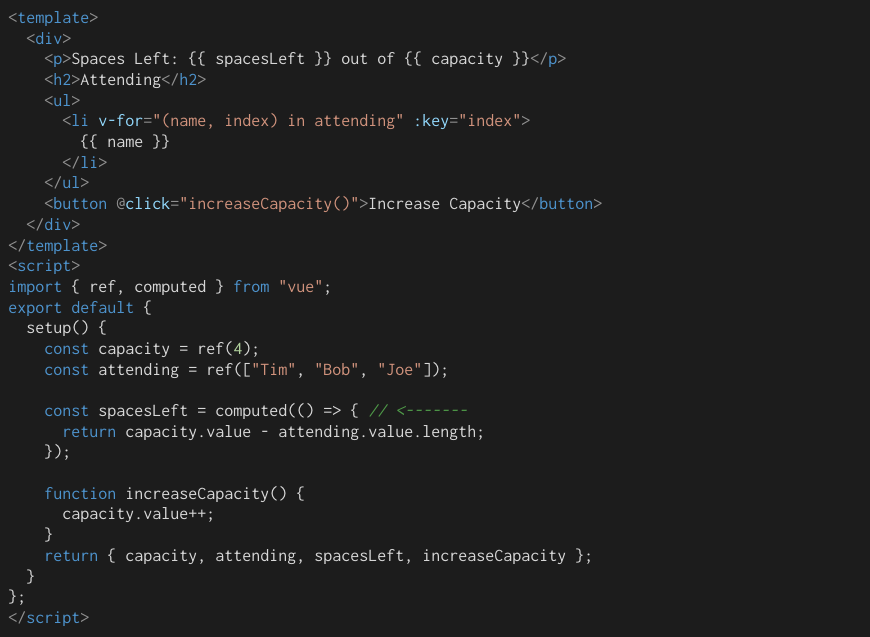 <template>
  <div>
    <p>Spaces Left: {{ spacesLeft }} out of {{ capacity }}</p>
    <h2>Attending</h2>
    <ul>
      <li v-for="(name, index) in attending" :key="index">
        {{ name }}
      </li>
    </ul>
    <button @click="increaseCapacity()">Increase Capacity</button>
  </div>
</template>
<script>
import { ref, computed } from "vue";
export default {
  setup() {
    const capacity = ref(4);
    const attending = ref(["Tim", "Bob", "Joe"]);

    const spacesLeft = computed(() => { // <-------
      return capacity.value - attending.value.length;
    });

    function increaseCapacity() {
      capacity.value++;
    }
    return { capacity, attending, spacesLeft, increaseCapacity };
  }
};
</script>